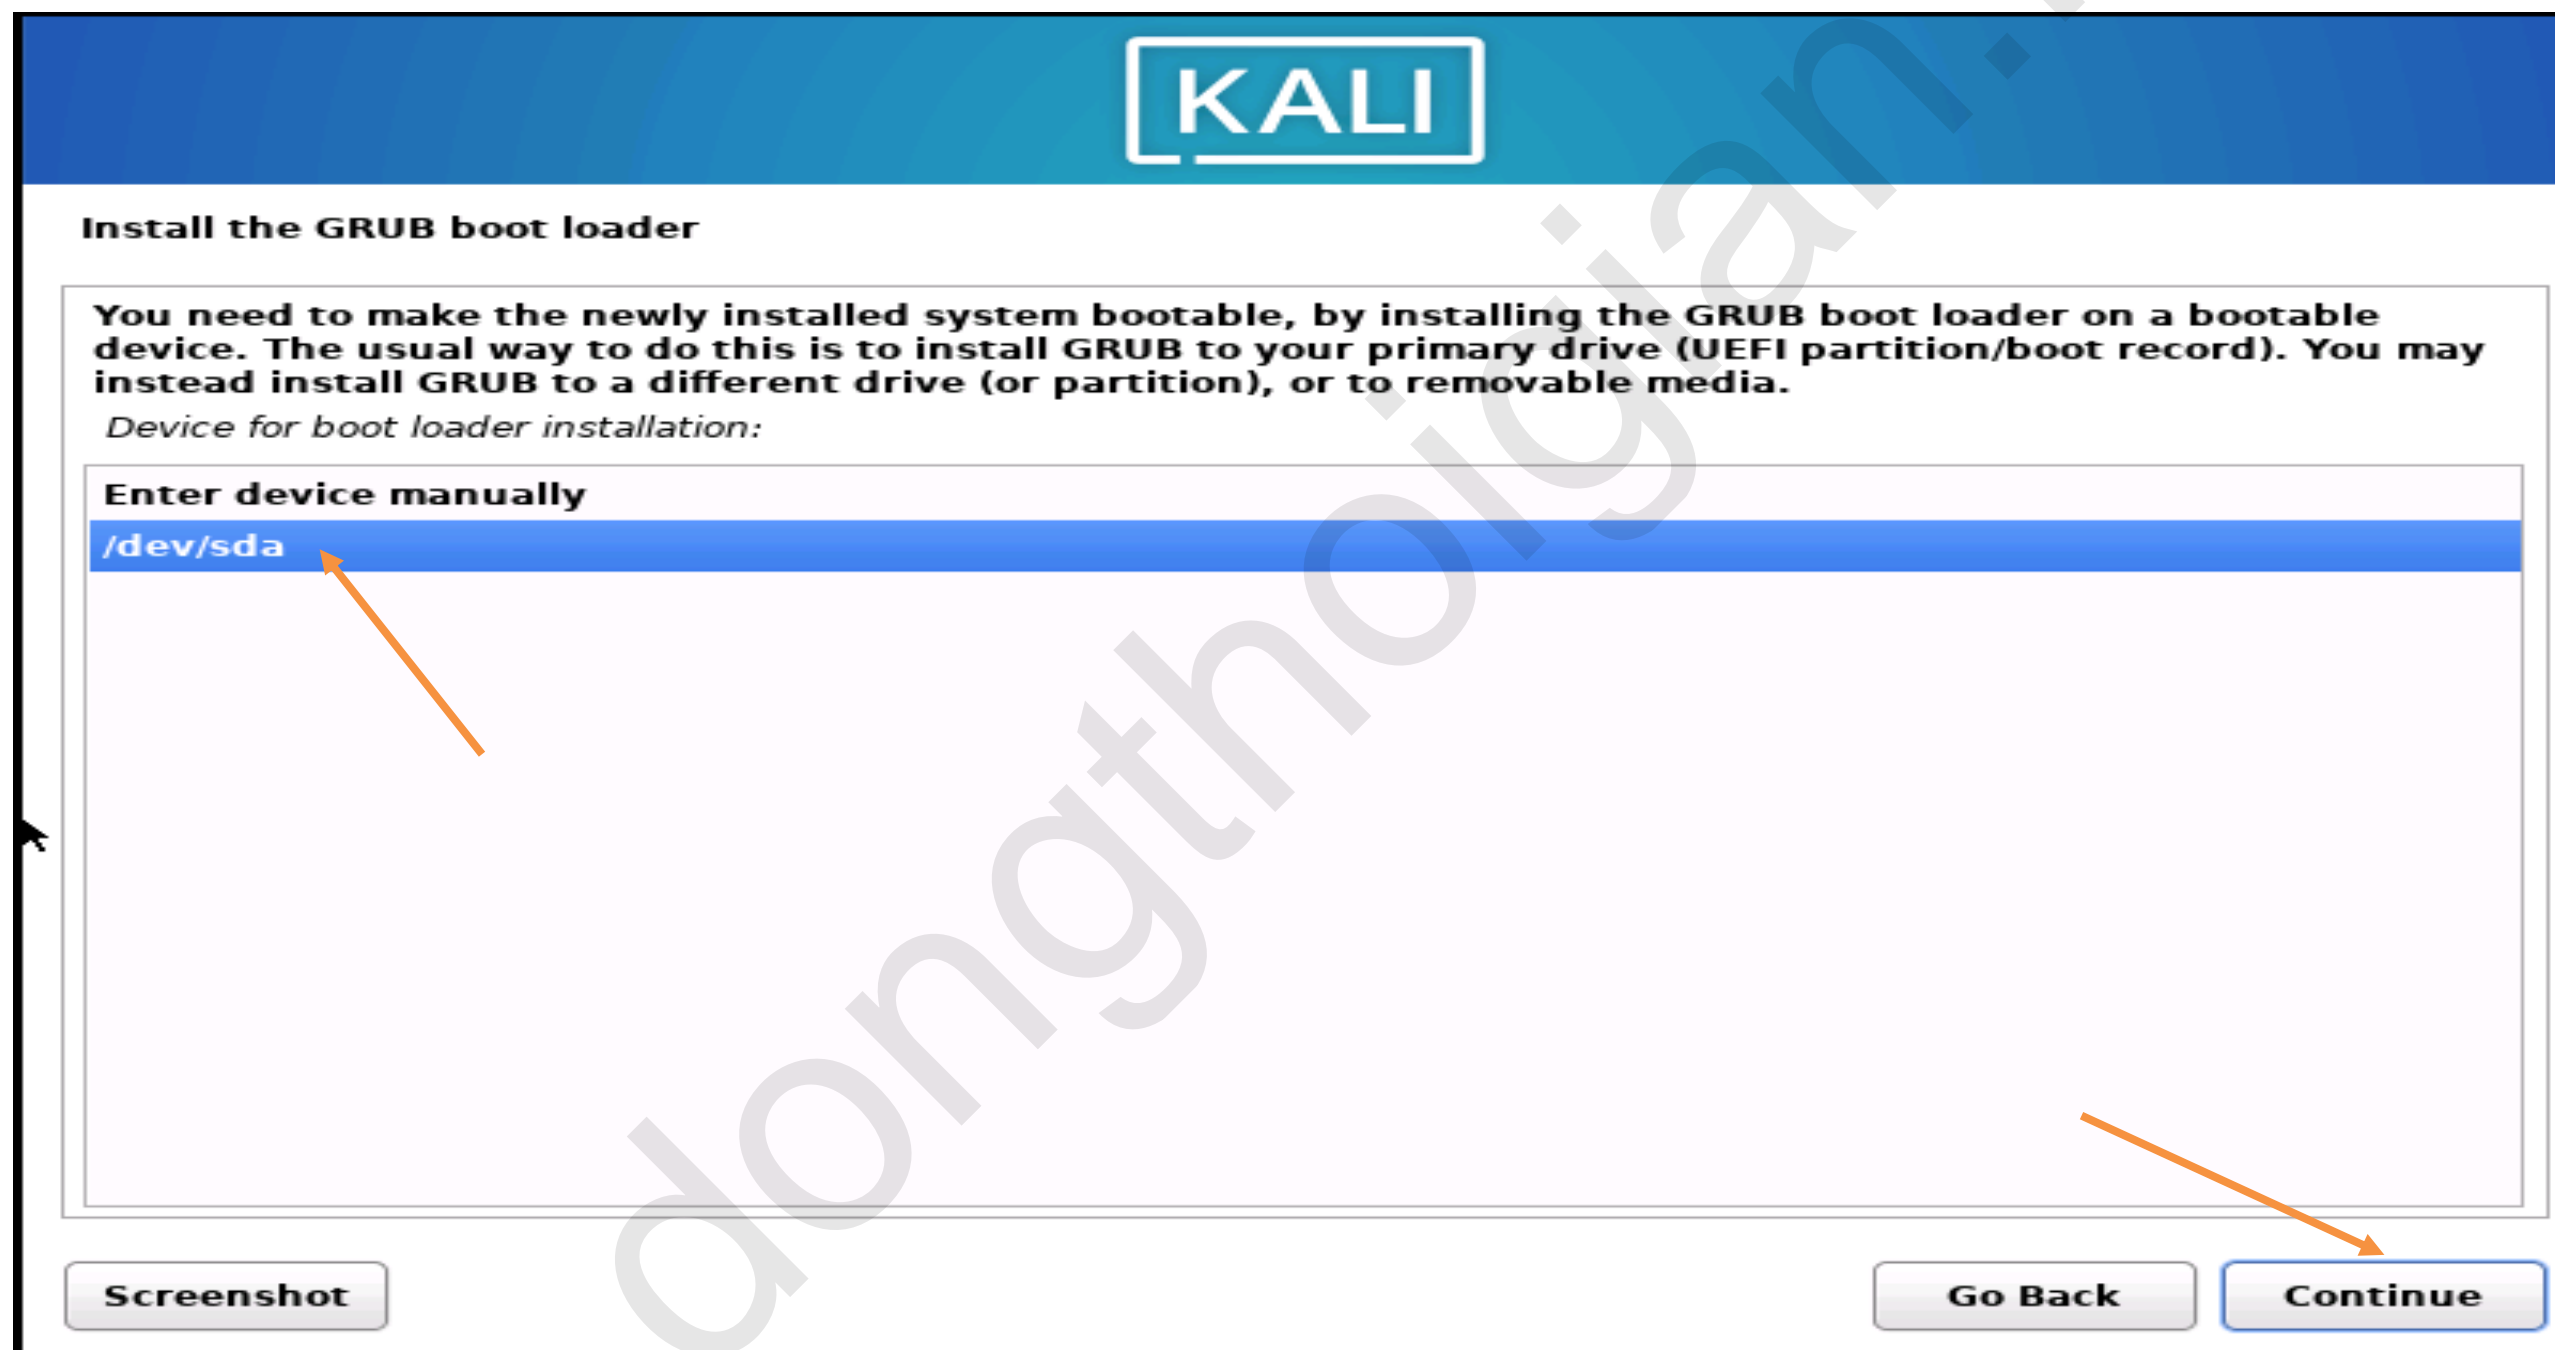 KALI
Install the GRUB boot loader
You need to make the newly installed system bootable, by installing the GRUB boot loader on a bootable
device. The usual way to do this is to install GRUB to your primary drive (UEFI partition/boot record). You may
instead install GRUB to a different drive (or partition), or to removable media.
Device for boot loader installation:
Enter device manually
/dev/sda
Screenshot
Go Back
Continue
dongthoigian.